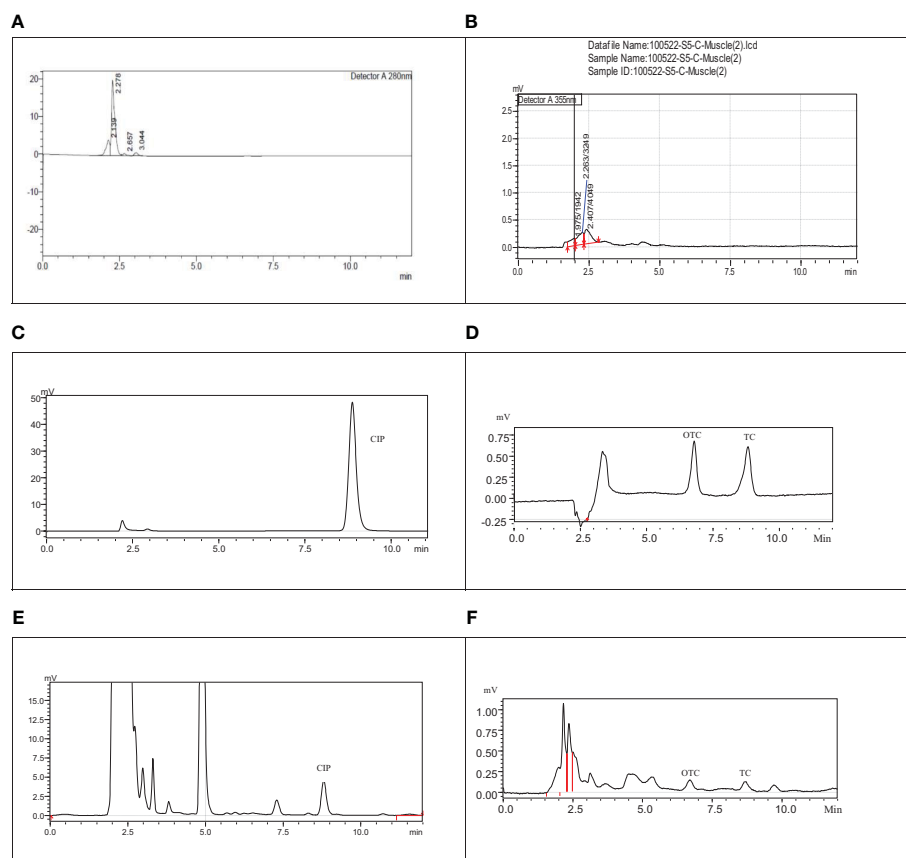 A
20
10
0
-10
-20
Detector A 280nm
2.139
2.278
2.657
3.044
0.0 2.5 5.0 7.5 10.0
min
B
Datafile Name:100522-S5-C-Muscle(2).lcd
Sample Name:100522-S5-C-Muscle(2)
Sample ID:100522-S5-C-Muscle(2)
mV
Detector A 355nm
2.5
2.0
1.5
1.0
0.5
0.0
1.975/1942
2.263/3249
2.407/4049
0.0 2.5 5.0 7.5 10.0
min
C
mV
50
40
30
20
10
0
CIP
0.0 2.5 5.0 7.5 10.0 min
D
mV
0.75
0.50
0.25
0.00
-0.25
OTC TC
0.0 2.5 5.0 7.5 10.0 Min
E
mV
15.0
12.5
10.0
7.5
5.0
2.5
0.0
CIP
0.0 2.5 5.0 7.5 10.0 min
F
mV
1.00
0.75
0.50
0.25
0.00
OTC TC
0.0 2.5 5.0 7.5 10.0 Min